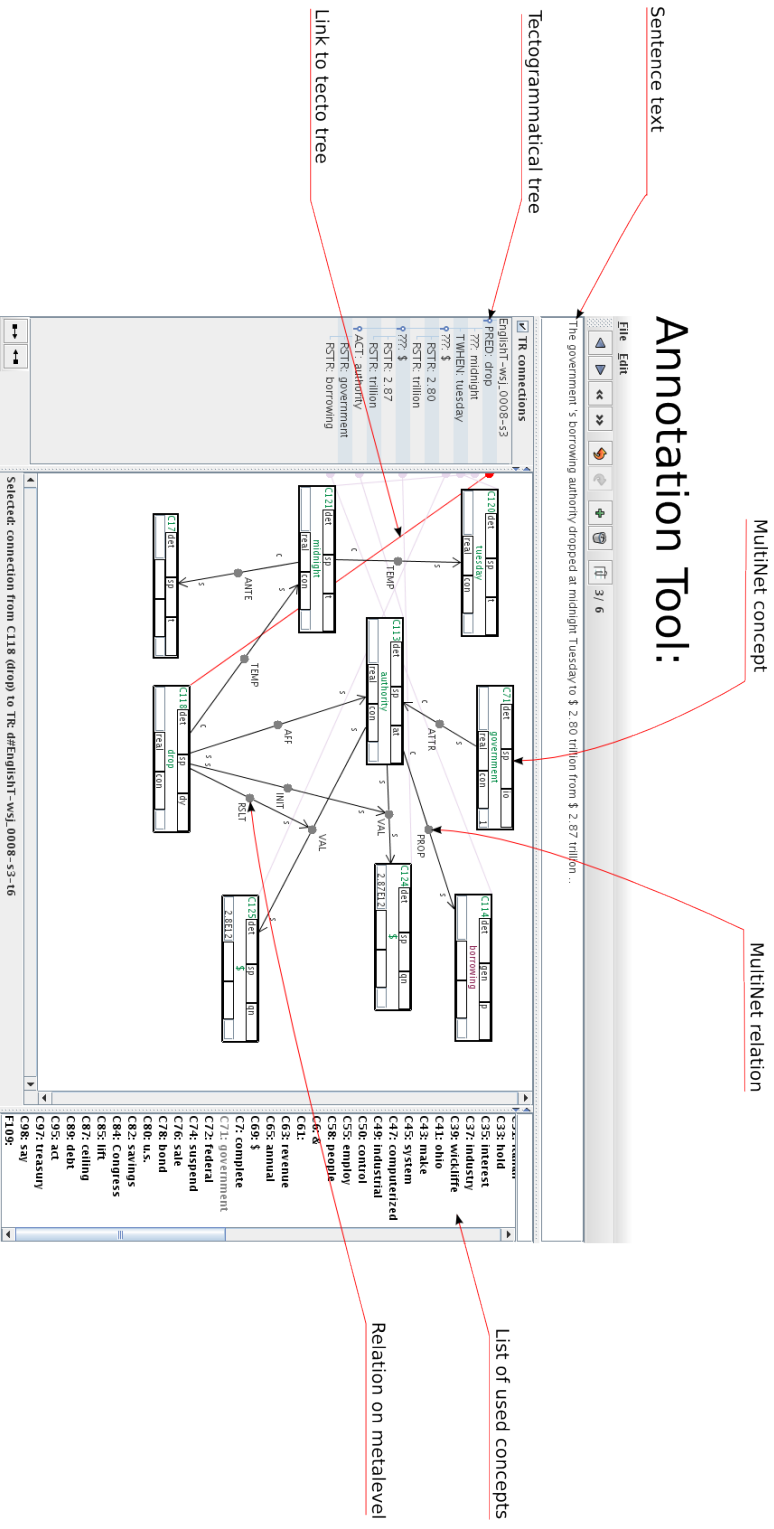 Annotation Tool:
Sentence text
Tectogrammatical tree
Link to tecto tree
MultiNet concept
MultiNet relation
List of used concepts
Relation on metalevel
File Edit
3/ 6
The government 's borrowing authority dropped at midnight Tuesday to $ 2.80 trillion from $ 2.87 trillion ..
TR connections
EnglishT-wsj_0008-s3
PRED: drop
???: midnight
TWHEN: tuesday
???: $
RSTR: 2.80
RSTR: trillion
???: $
RSTR: 2.87
RSTR: trillion
ACT: authority
RSTR: government
RSTR: borrowing
C120 det sp t
tuesday
real con
C71 det sp io
government
real con 1
C114 det gen p
borrowing
TEMP
c
s
ATTR
c
s
PROP
c
s
C121 det sp t
midnight
real con
C113 det sp at
authority
real con
C124 det sp qn
$
2.87E12
VAL
s
s
ANTE
c
s
TEMP
c
s
AFF
s
s
INIT
s
RSLT
s
VAL
s
s
C17 det sp t
C118 det sp dy
drop
real con
C125 det sp qn
$
2.8E12
C33: hold
C35: interest
C37: industry
C39: wickliffe
C41: ohio
C43: make
C45: system
C47: computerized
C49: industrial
C50: control
C55: employ
C58: people
C6: &
C61:
C63: revenue
C65: annual
C69: $
C7: complete
C71: government
C72: federal
C74: suspend
C76: sale
C78: bond
C80: u.s.
C82: savings
C84: Congress
C85: lift
C87: ceiling
C89: debt
C95: act
C97: treasury
C98: say
F109:
Selected: connection from C118 (drop) to TR: d#EnglishT-wsj_0008-s3-t6